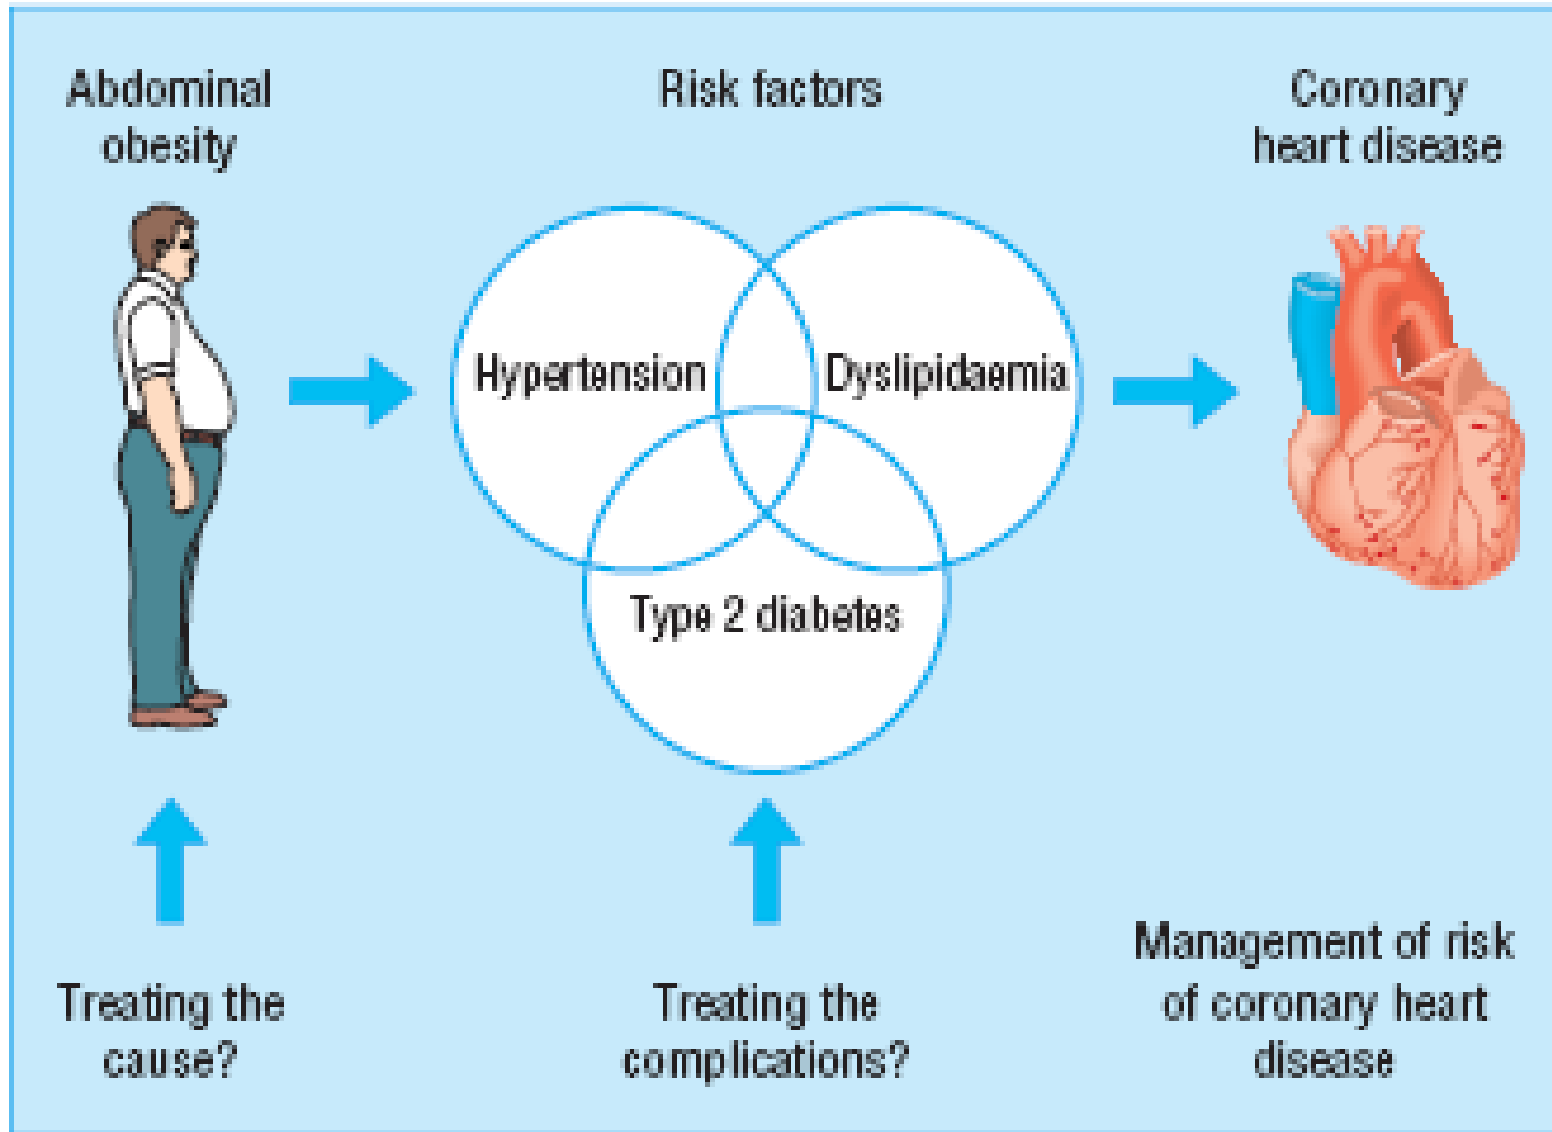 Abdominal
obesity
Risk factors
Coronary
heart disease
Hypertension
Dyslipidaemia
Type 2 diabetes
Treating the
cause?
Treating the
complications?
Management of risk
of coronary heart
disease